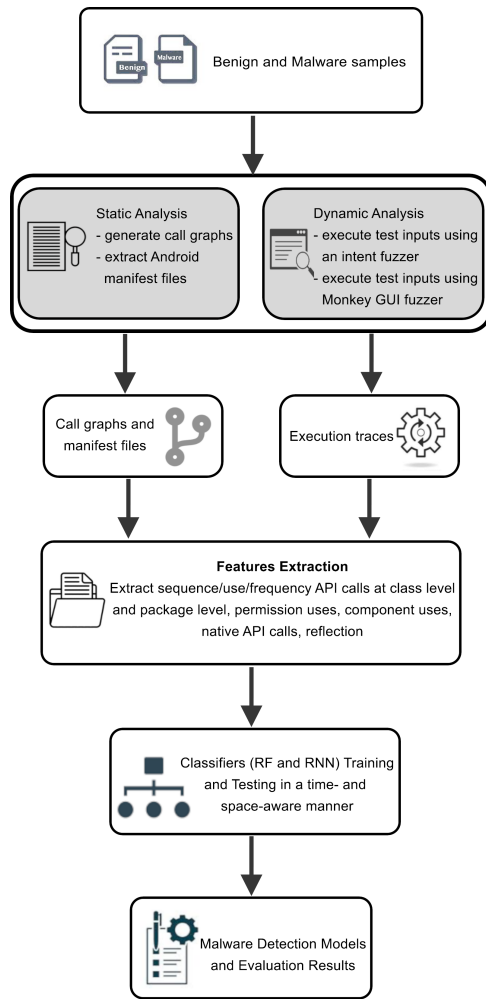 Benign
Malware
Benign and Malware samples
Static Analysis
- generate call graphs
- extract Android
manifest files
Dynamic Analysis
- execute test inputs using
an intent fuzzer
- execute test inputs using
Monkey GUI fuzzer
Call graphs and
manifest files
Execution traces
Features Extraction
Extract sequence/use/frequency API calls at class level
and package level, permission uses, component uses,
native API calls, reflection
Classifiers (RF and RNN) Training
and Testing in a time- and
space-aware manner
Malware Detection Models
and Evaluation Results